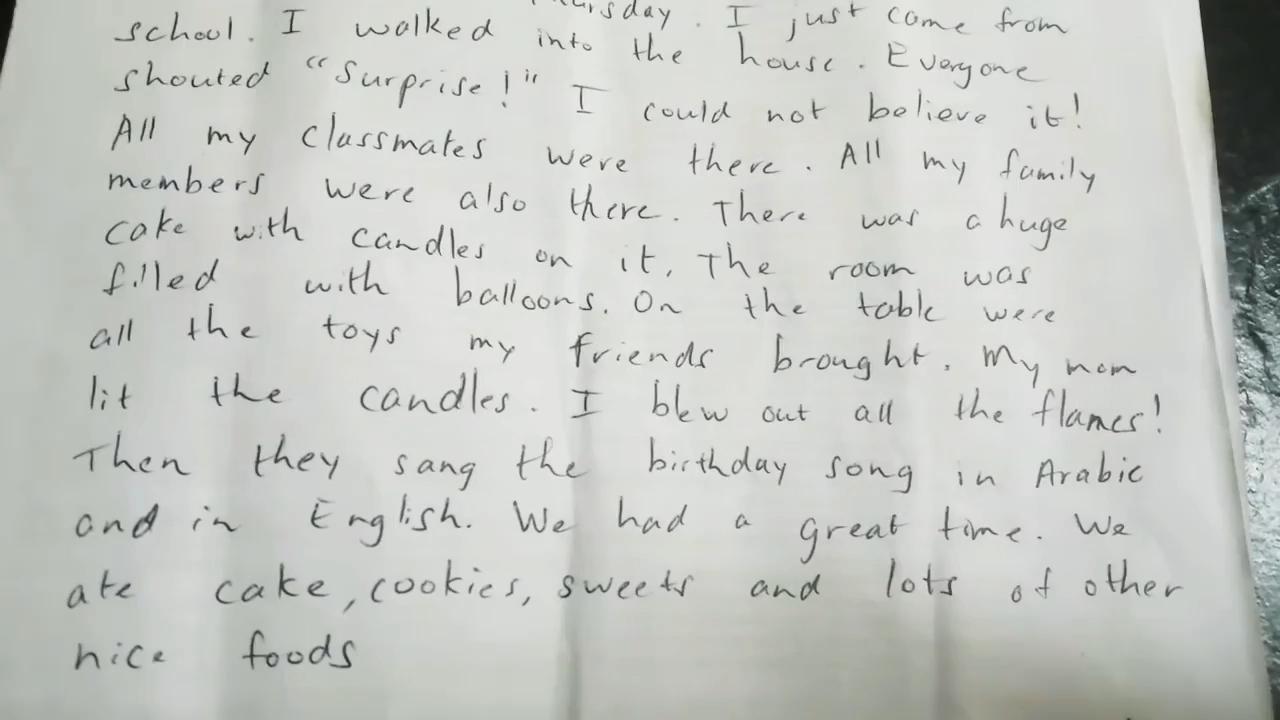 Thursday. I just come from
school. I walked into the house. Everyone
shouted "Surprise!" I could not believe it!
All my classmates were there. All my family
members were also there. There was a huge
cake with candles on it. The room was
filled with balloons. On the table were
all the toys my friends brought. My mom
lit the candles. I blew out all the flames!
Then they sang the birthday song in Arabic
and in English. We had a great time. We
ate cake, cookies, sweets and lots of other
nice foods